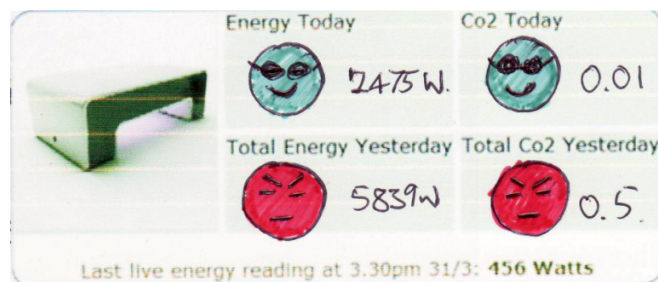 Energy Today
2475W.
Co2 Today
0.01
Total Energy Yesterday
5839W
Total Co2 Yesterday
0.5.
Last live energy reading at 3.30pm 31/3: 456 Watts